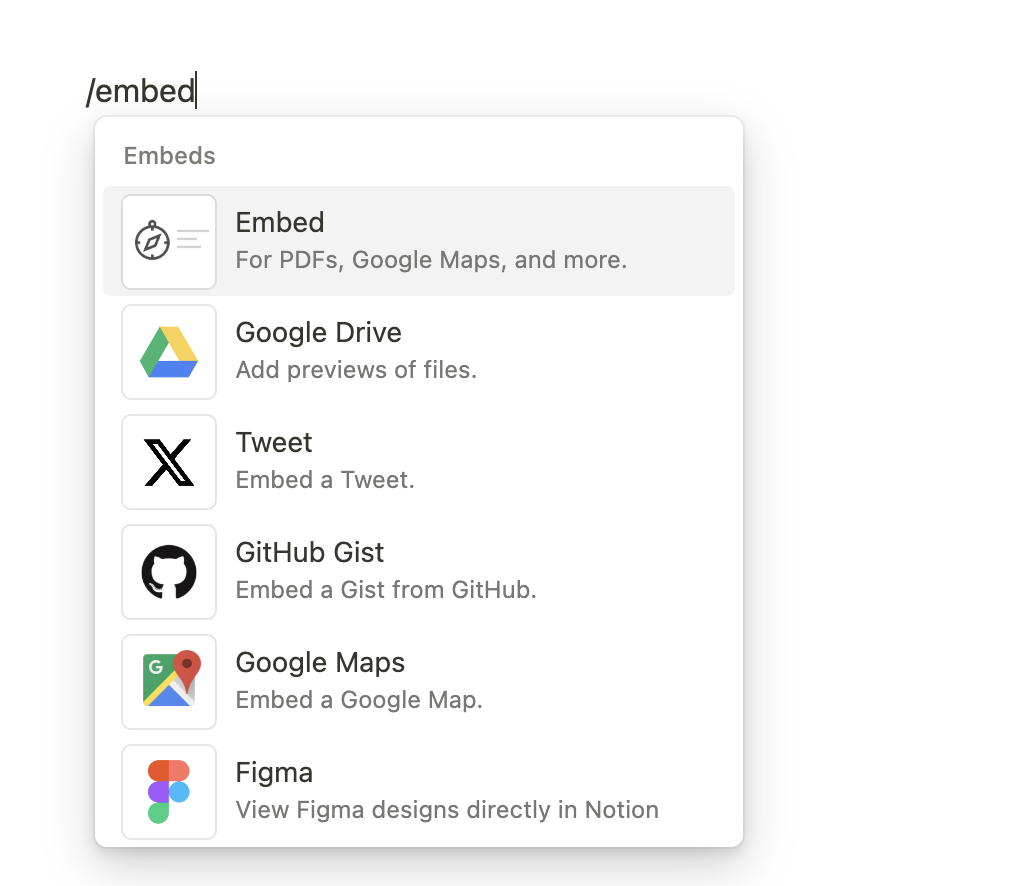 /embed
Embeds
Embed
For PDFs, Google Maps, and more.
Google Drive
Add previews of files.
Tweet
Embed a Tweet.
GitHub Gist
Embed a Gist from GitHub.
G
Google Maps
Embed a Google Map.
Figma
View Figma designs directly in Notion